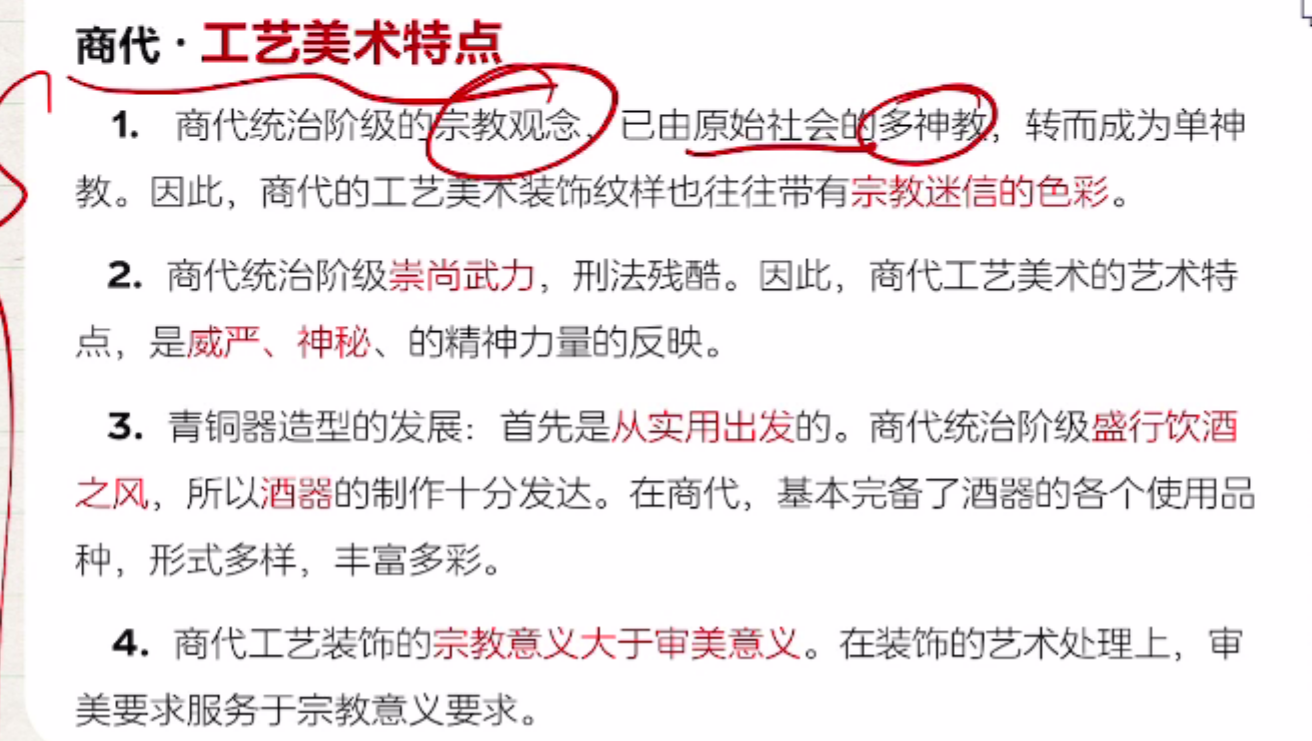 商代·工艺美术特点
1. 商代统治阶级的宗教观念、已由原始社会的多神教，转而成为单神
教。因此，商代的工艺美术装饰纹样也往往带有宗教迷信的色彩。
2. 商代统治阶级崇尚武力，刑法残酷。因此，商代工艺美术的艺术特
点，是威严、神秘、的精神力量的反映。
3. 青铜器造型的发展：首先是从实用出发的。商代统治阶级盛行饮酒
之风，所以酒器的制作十分发达。在商代，基本完备了酒器的各个使用品
种，形式多样，丰富多彩。
4. 商代工艺装饰的宗教意义大于审美意义。在装饰的艺术处理上，审
美要求服务于宗教意义要求。